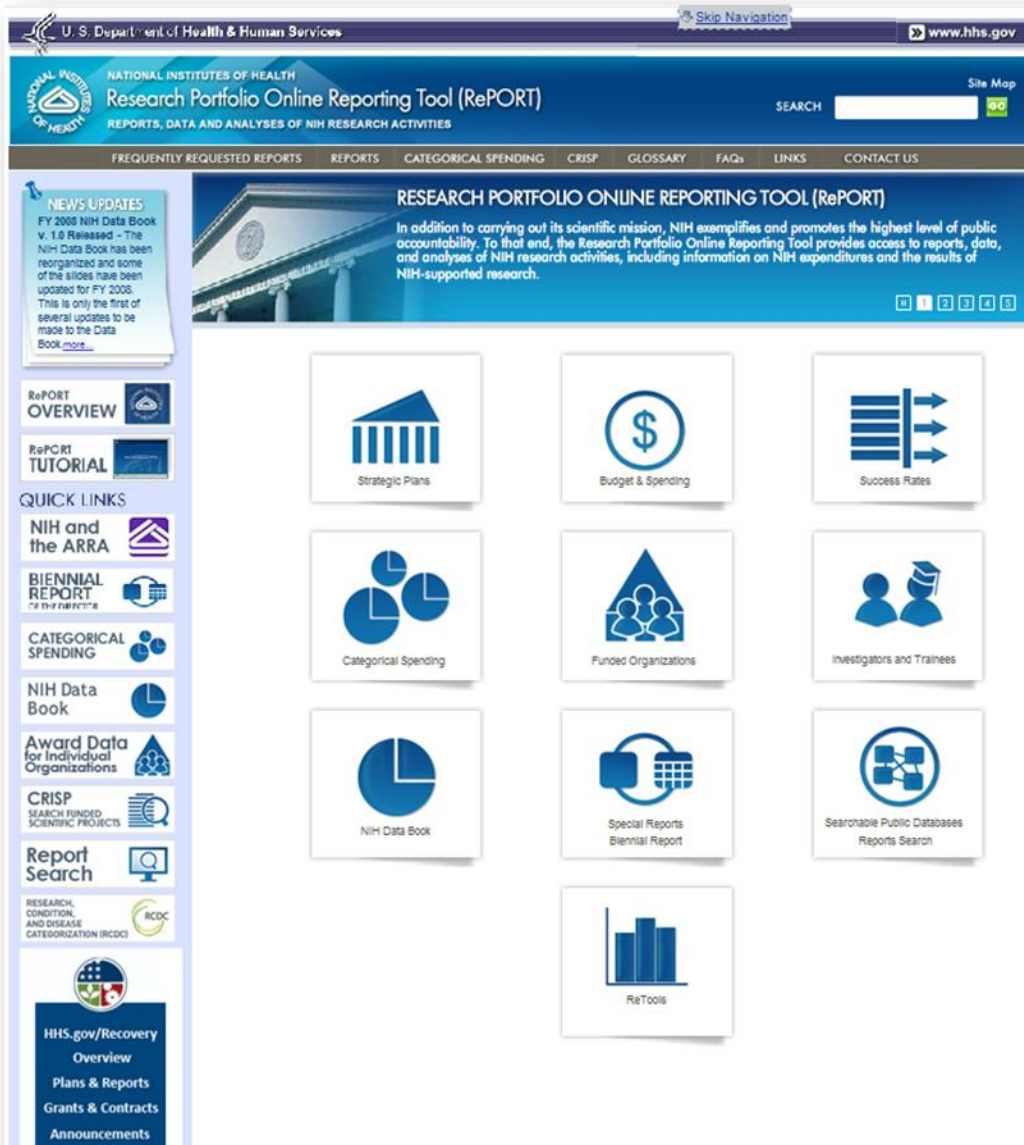 Skip Navigation
U. S. Department of Health & Human Services
www.hhs.gov
NATIONAL INSTITUTES OF HEALTH
NATIONAL INSTITUTES OF HEALTH
Research Portfolio Online Reporting Tool (RePORT)
REPORTS, DATA AND ANALYSES OF NIH RESEARCH ACTIVITIES
Site Map
SEARCH
GO
FREQUENTLY REQUESTED REPORTS REPORTS CATEGORICAL SPENDING CRISP GLOSSARY FAQs LINKS CONTACT US
NEWS UPDATES
FY 2008 NIH Data Book
v. 1.0 Released - The
NIH Data Book has been
reorganized and some
of the slides have been
updated for FY 2008.
This is only the first of
several updates to be
made to the Data
Book.more...
RESEARCH PORTFOLIO ONLINE REPORTING TOOL (RePORT)
In addition to carrying out its scientific mission, NIH exemplifies and promotes the highest level of public
accountability. To that end, the Research Portfolio Online Reporting Tool provides access to reports, data,
and analyses of NIH research activities, including information on NIH expenditures and the results of
NIH-supported research.
1 2 3 4 5
RePORT
OVERVIEW
RePORT
TUTORIAL
QUICK LINKS
NIH and
the ARRA
BIENNIAL
REPORT
OF THE DIRECTOR
CATEGORICAL
SPENDING
NIH Data
Book
Award Data
for Individual
Organizations
CRISP
SEARCH FUNDED
SCIENTIFIC PROJECTS
Report
Search
RESEARCH,
CONDITION,
AND DISEASE
CATEGORIZATION (RCDC)
RCDC
HHS.gov/Recovery
Overview
Plans & Reports
Grants & Contracts
Announcements
Strategic Plans
$
Budget & Spending
Success Rates
Categorical Spending
Funded Organizations
Investigators and Trainees
NIH Data Book
Special Reports
Biennial Report
Searchable Public Databases
Reports Search
ReTools